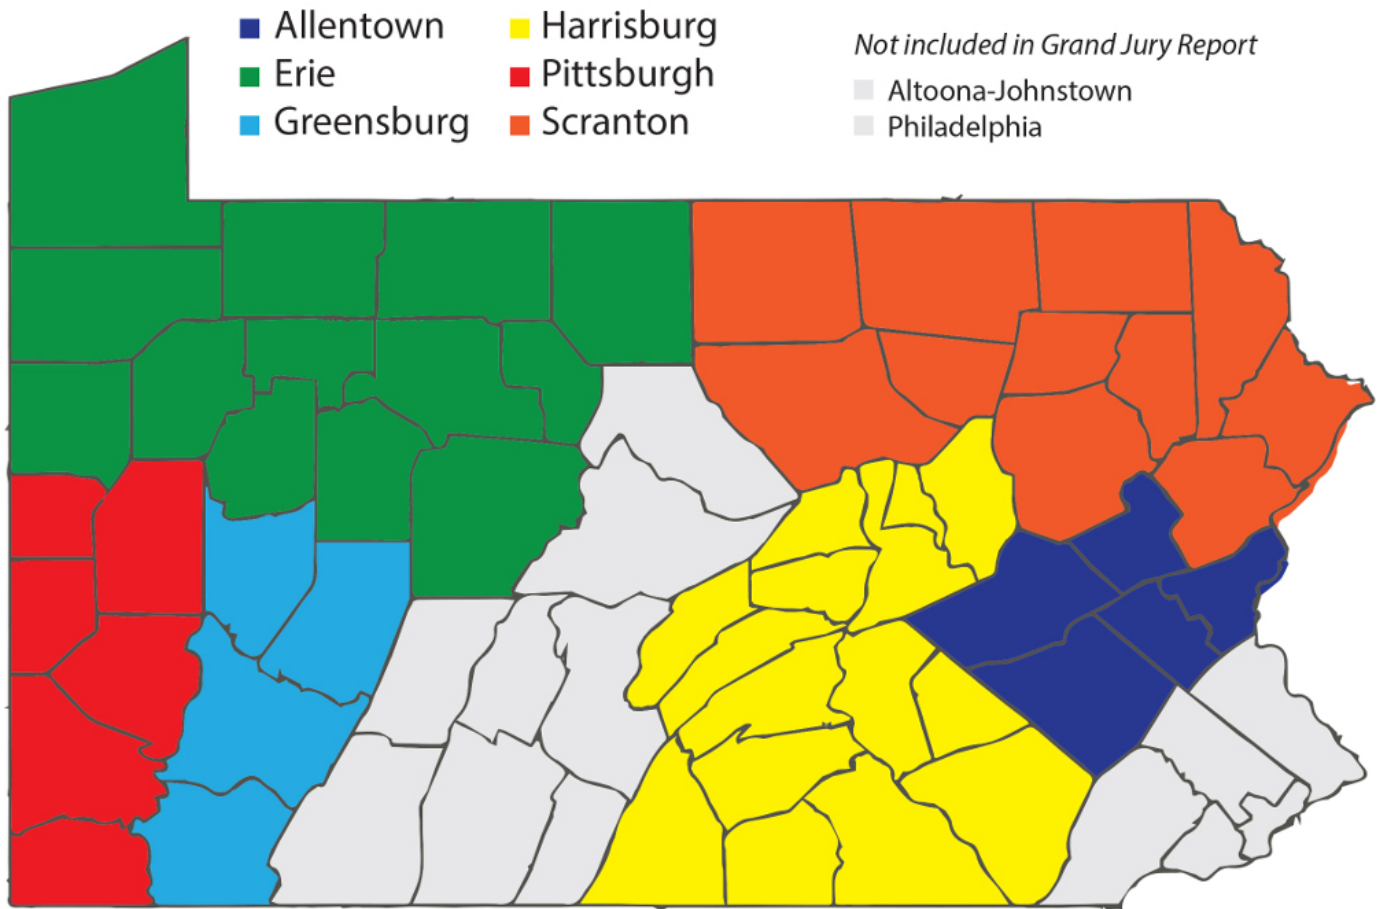 Allentown
Erie
Greensburg
Harrisburg
Pittsburgh
Scranton
Not included in Grand Jury Report
Altoona-Johnstown
Philadelphia